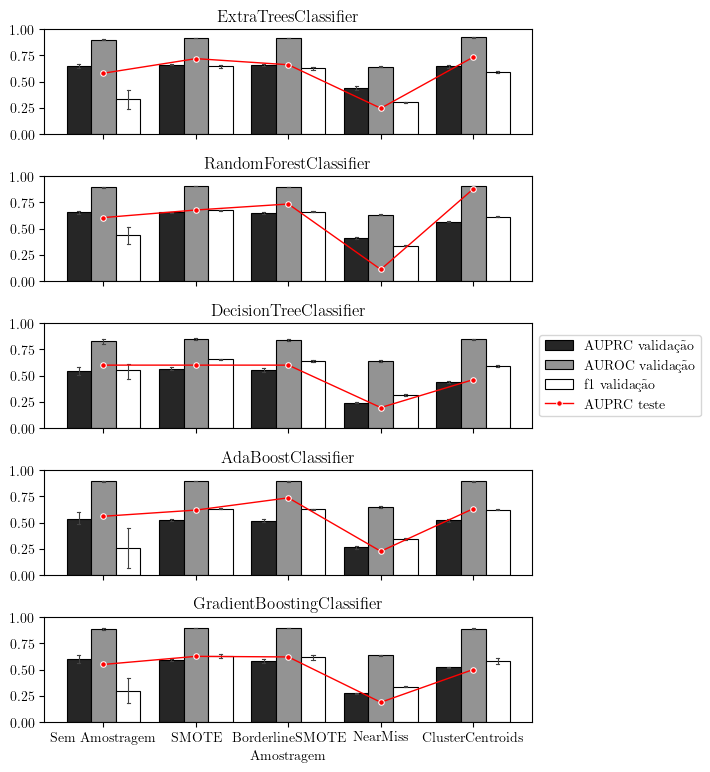 ExtraTreesClassifier
1.00
0.75
0.50
0.25
0.00
RandomForestClassifier
1.00
0.75
0.50
0.25
0.00
DecisionTreeClassifier
1.00
0.75
0.50
0.25
0.00
AUPRC validação
AUROC validação
f1 validação
AUPRC teste
AdaBoostClassifier
1.00
0.75
0.50
0.25
0.00
GradientBoostingClassifier
1.00
0.75
0.50
0.25
0.00
Sem Amostragem SMOTE BorderlineSMOTE NearMiss ClusterCentroids
Amostragem